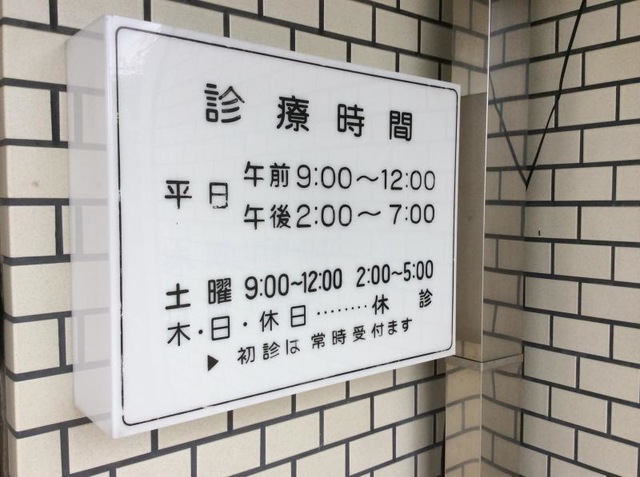 診療時間
平日 午前 9:00～12:00
午後 2:00～ 7:00
土曜 9:00～12:00 2:00～5:00
木・日・休日………休診
▶ 初診は常時受付ます